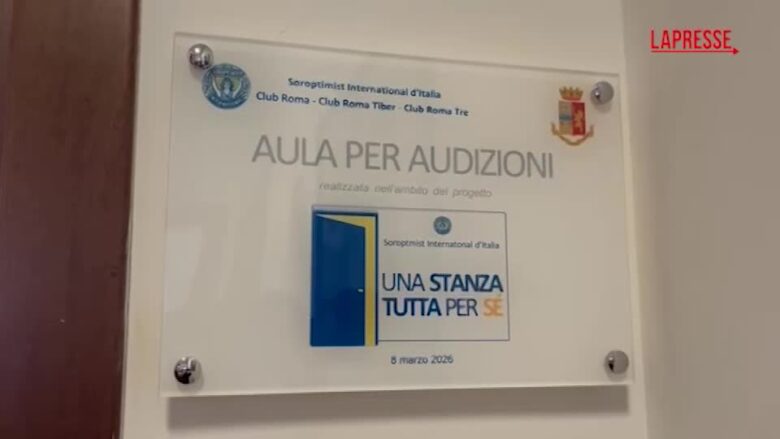 LAPRESSE
Soroptimist International d'Italia
Club Roma - Club Roma Tiber - Club Roma Tre
AULA PER AUDIZIONI
realizzata nell'ambito del progetto
Soroptmist International d'Italia
UNA STANZA
TUTTA PER SÉ
8 marzo 2026